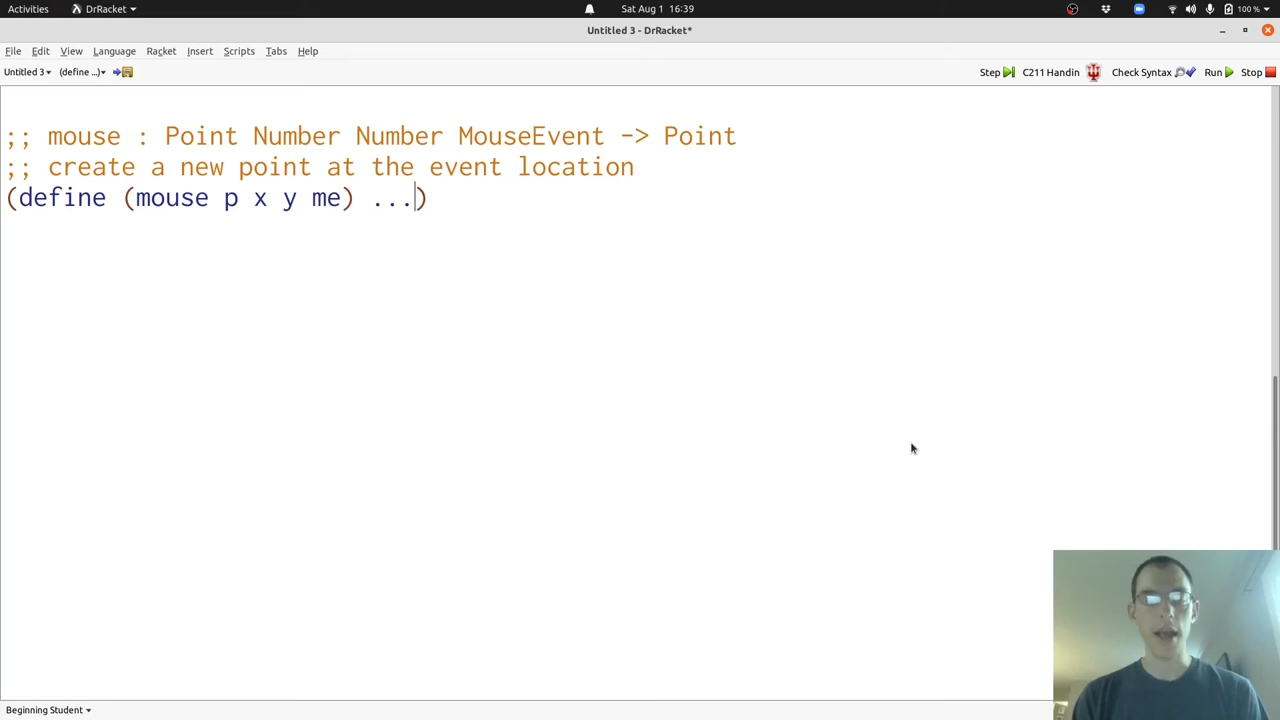 Activities DrRacket Sat Aug 1 16:39 100 %
Untitled 3 - DrRacket*
File Edit View Language Racket Insert Scripts Tabs Help
Untitled 3 (define ...) Step C211 Handin Check Syntax Run Stop
;; mouse : Point Number Number MouseEvent -> Point
;; create a new point at the event location
(define (mouse p x y me) ...)
Beginning Student